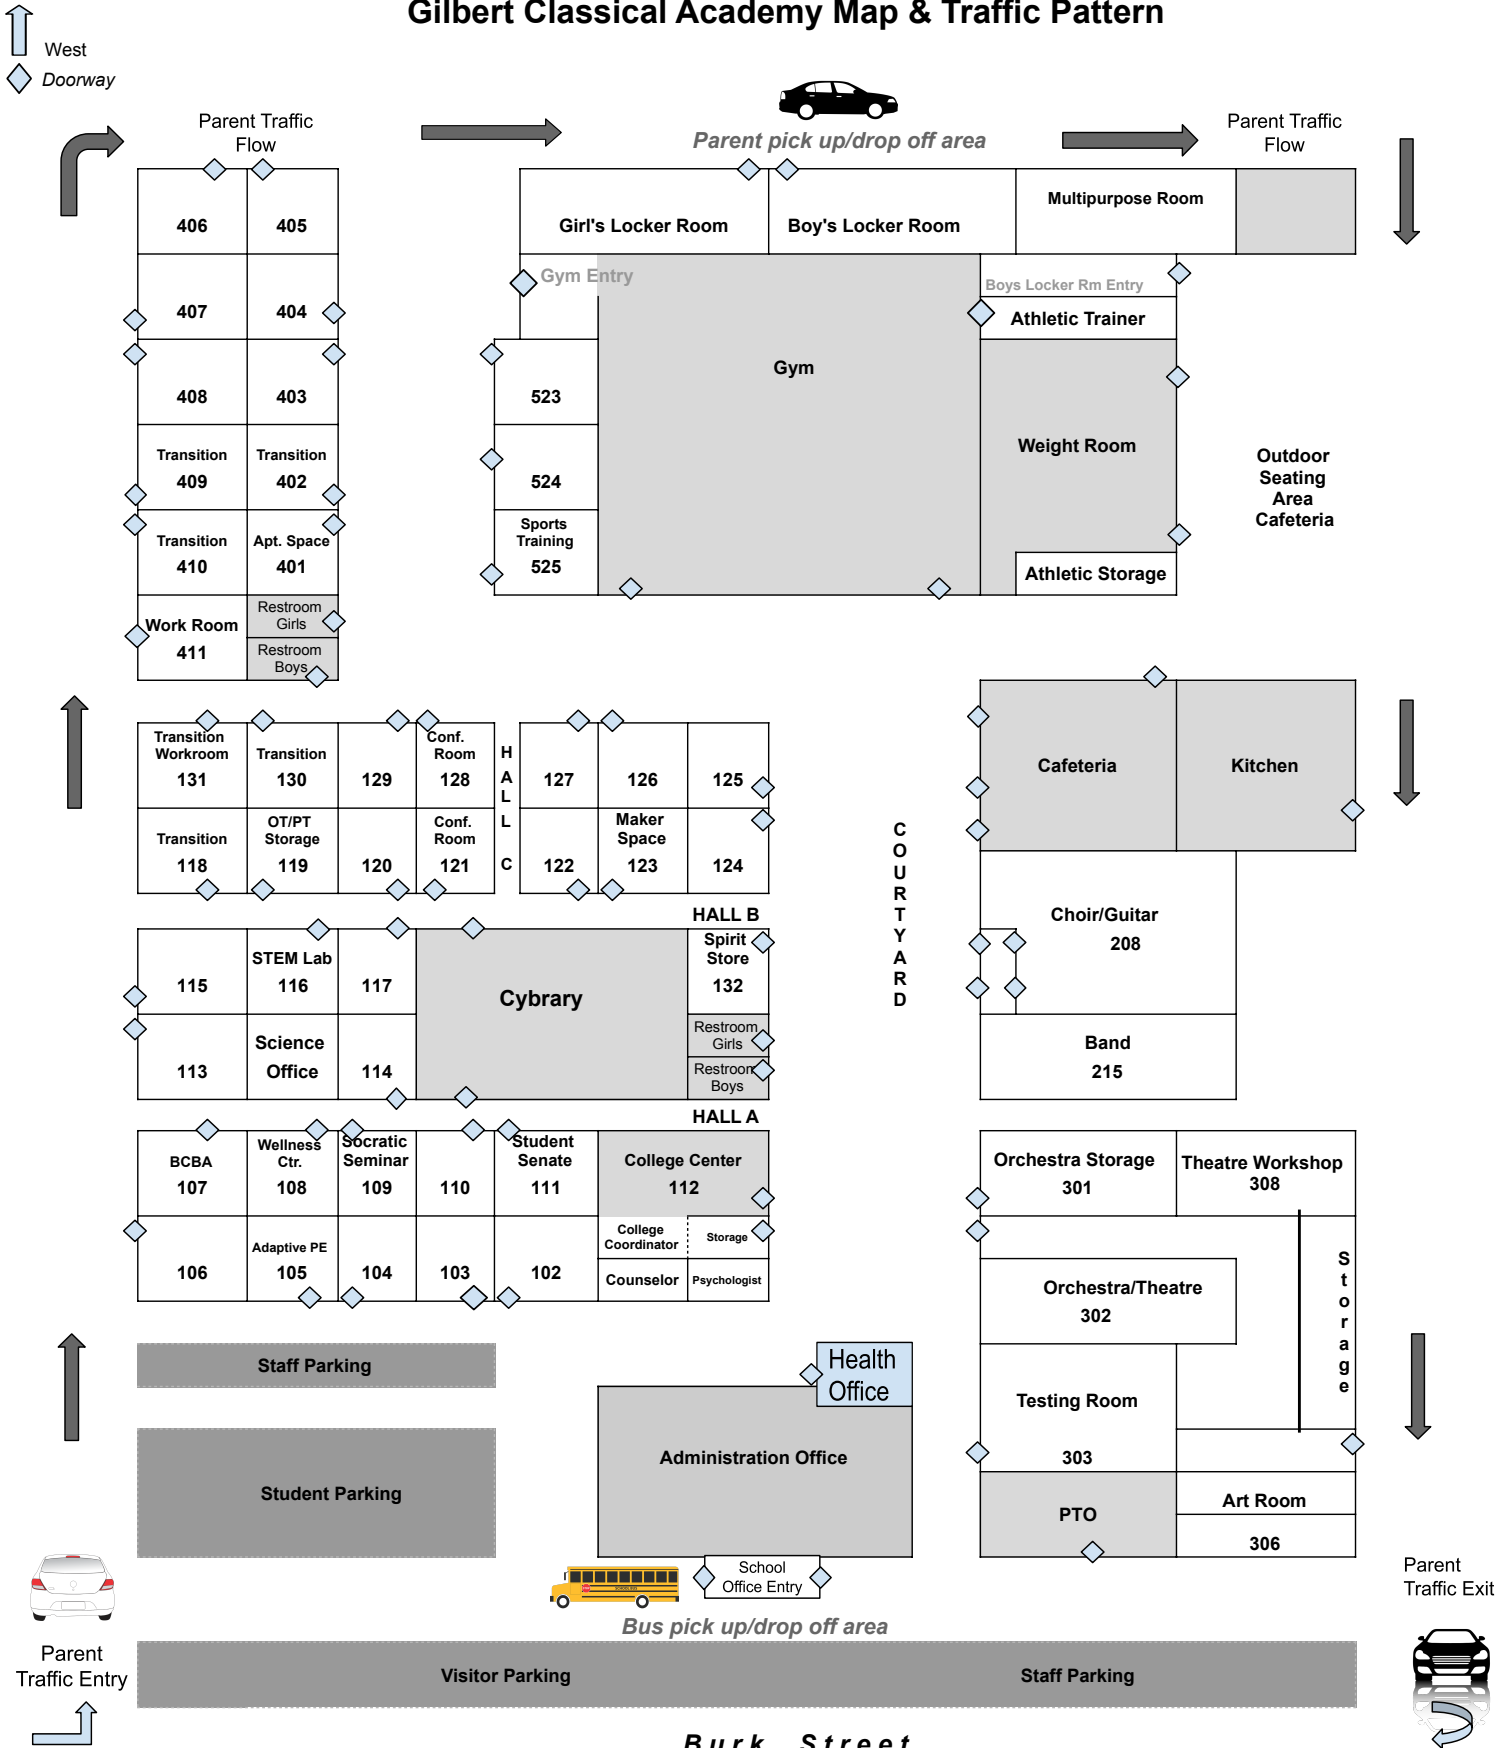 Gilbert Classical Academy Map & Traffic Pattern
West
Doorway
Parent Traffic
Flow
Parent pick up/drop off area
Parent Traffic
Flow
406
405
407
404
408
403
Transition
409
Transition
402
Transition
410
Apt. Space
401
Work Room
411
Restroom
Girls
Restroom
Boys
Girl's Locker Room
Boy's Locker Room
Multipurpose Room
Gym Entry
Boys Locker Rm Entry
Athletic Trainer
Gym
523
524
Sports
Training
525
Weight Room
Athletic Storage
Outdoor
Seating
Area
Cafeteria
Transition
Workroom
131
Transition
130
129
Conf.
Room
128
HALL C
127
126
125
Transition
118
OT/PT
Storage
119
120
Conf.
Room
121
122
Maker
Space
123
124
HALL B
115
STEM Lab
116
117
Cybrary
Spirit
Store
132
113
Science
Office
114
Restroom
Girls
Restroom
Boys
HALL A
COURTYARD
Cafeteria
Kitchen
Choir/Guitar
208
Band
215
BCBA
107
Wellness
Ctr.
108
Socratic
Seminar
109
110
Student
Senate
111
College Center
112
106
Adaptive PE
105
104
103
102
College
Coordinator
Storage
Counselor
Psychologist
Orchestra Storage
301
Theatre Workshop
308
Orchestra/Theatre
302
Storage
Testing Room
303
PTO
Art Room
306
Staff Parking
Student Parking
Health
Office
Administration Office
School
Office Entry
SCHOOL BUS
Bus pick up/drop off area
Parent
Traffic Entry
Parent
Traffic Exit
Visitor Parking
Staff Parking
Burk Street